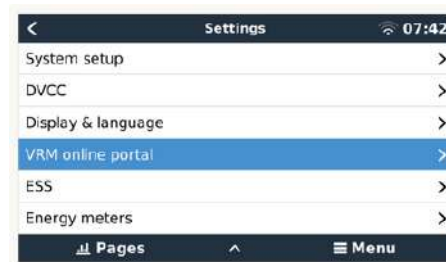 Settings 07:42
System setup
DVCC
Display & language
VRM online portal
ESS
Energy meters
Pages Menu